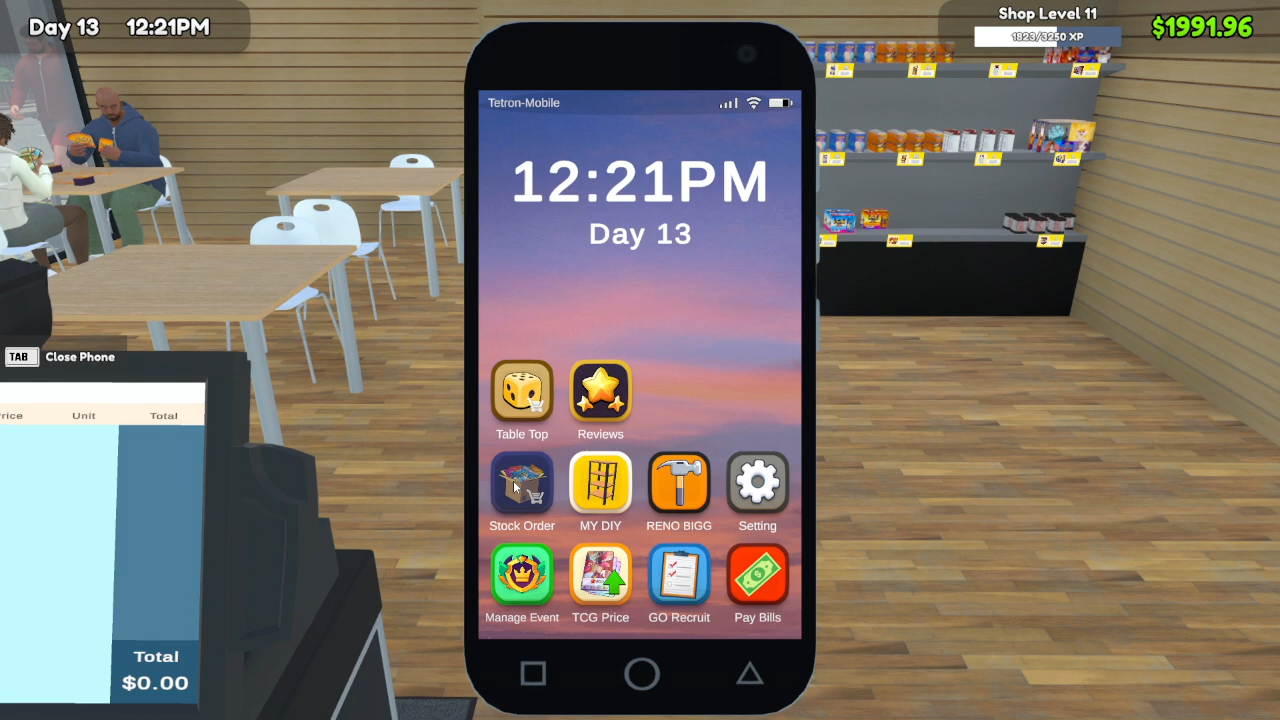 Day 13 12:21PM
Shop Level 11
1823/3250 XP
$1991.96
Tetron-Mobile
12:21PM
Day 13
TAB Close Phone
Table Top
Reviews
Stock Order
MY DIY
RENO BIGG
Setting
Manage Event
TCG Price
GO Recruit
Pay Bills
Unit Total
Total
$0.00